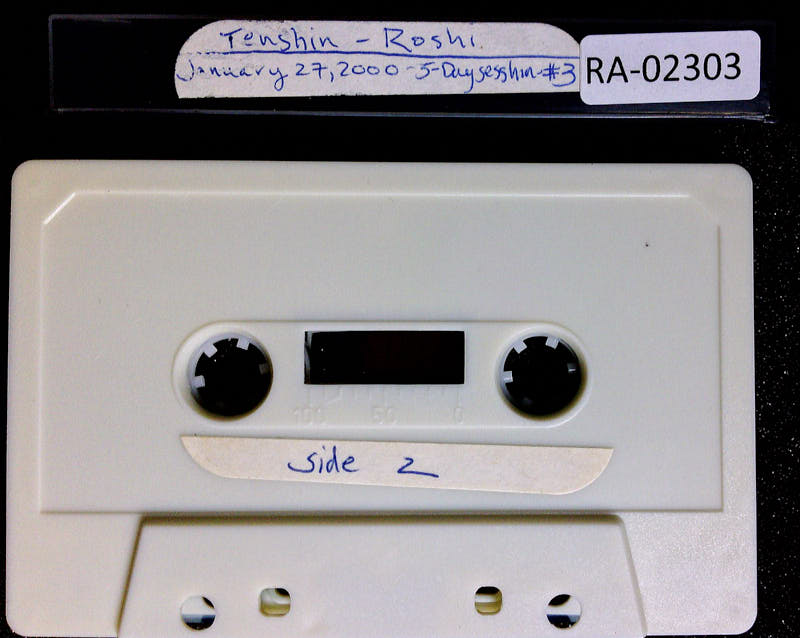 Tenshin - Roshi
January 27, 2000 - 5-Day sesshin - #3
RA-02303
100 50 0
side 2